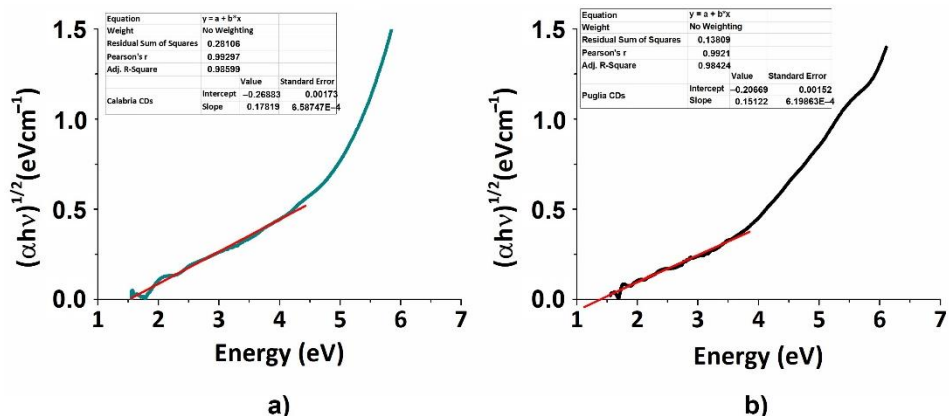 Equation y = a + b*x
Weight No Weighting
Residual Sum of Squares 0.28106
Pearson's r 0.99297
Adj. R-Square 0.98599
Value Standard Error
Calabria CDs Intercept −0.26883 0.00173
Slope 0.17819 6.58747E−4
1.5
1.0
0.5
0.0
(αhν)1/2(eVcm−1)
1 2 3 4 5 6 7
Energy (eV)
a)
Equation y = a + b*x
Weight No Weighting
Residual Sum of Squares 0.13809
Pearson's r 0.9921
Adj. R-Square 0.98424
Value Standard Error
Puglia CDs Intercept −0.20669 0.00152
Slope 0.15122 6.19863E−4
1.5
1.0
0.5
0.0
(αhν)1/2(eVcm−1)
1 2 3 4 5 6 7
Energy (eV)
b)